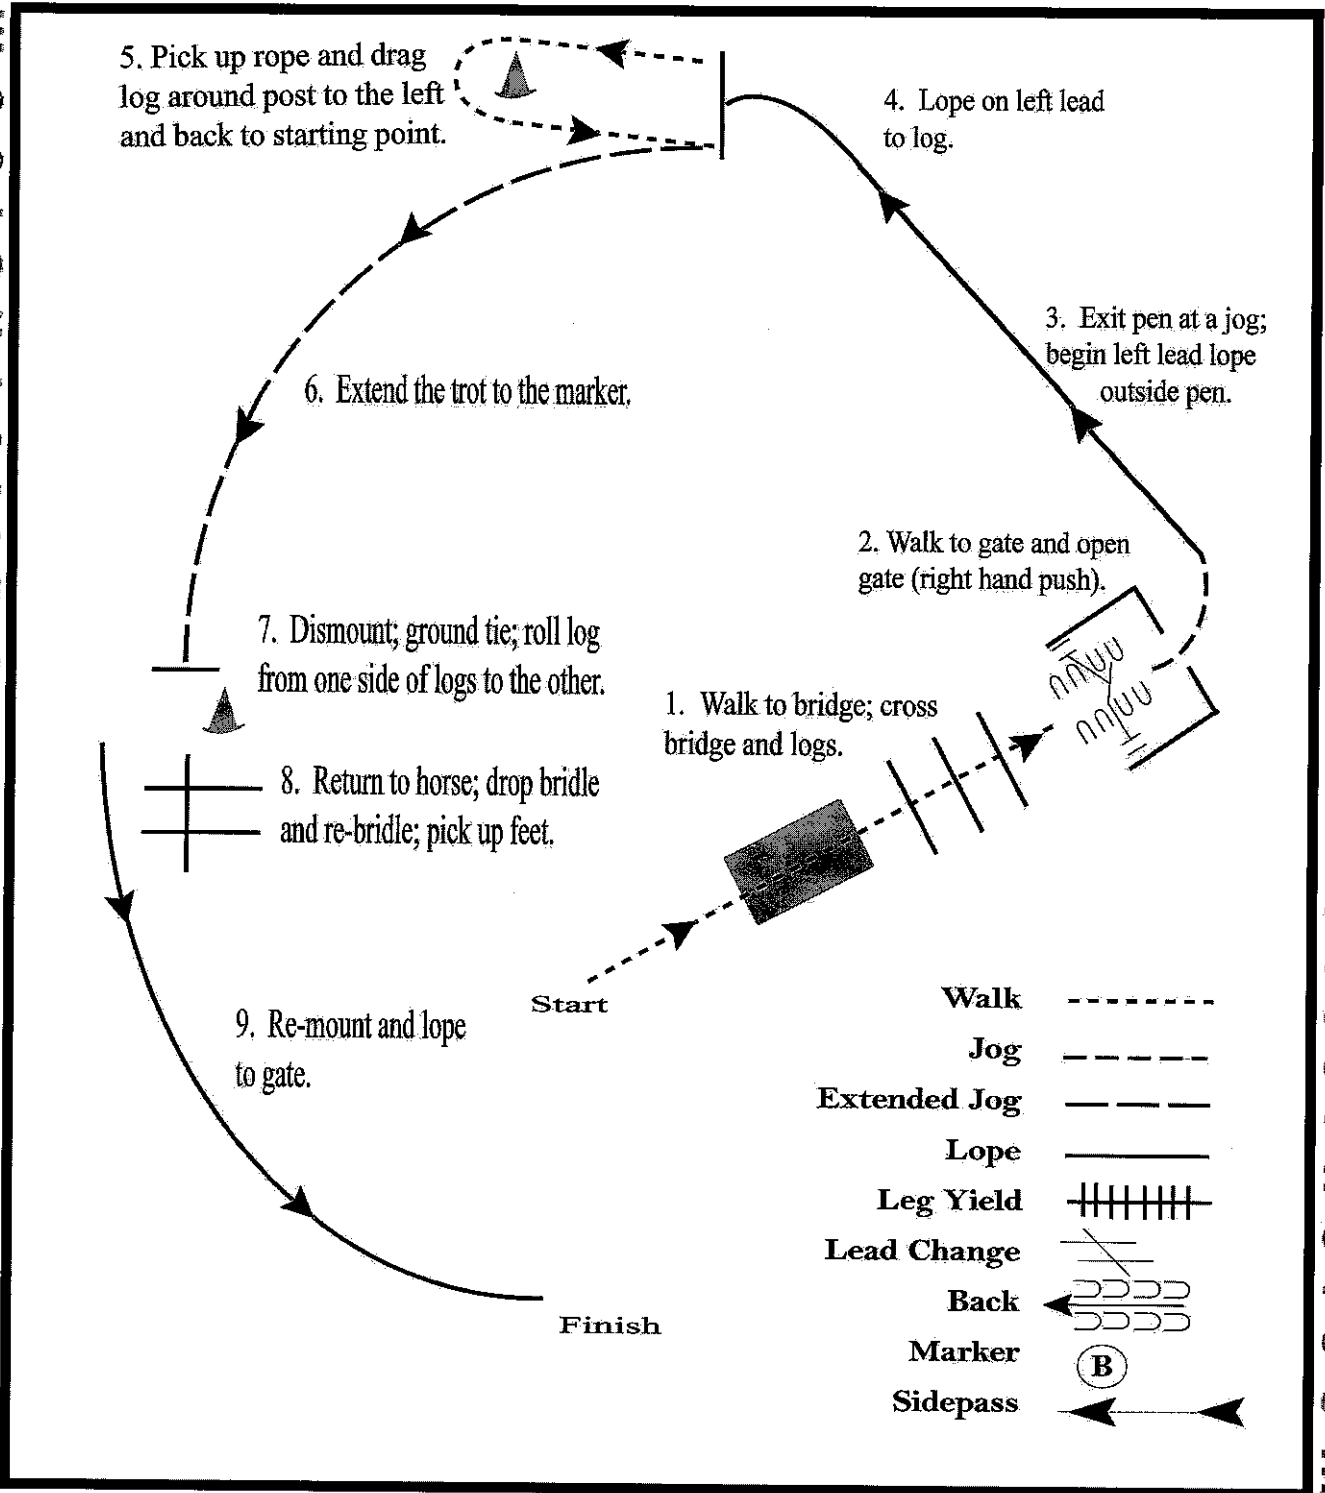 5. Pick up rope and drag
log around post to the left
and back to starting point.
4. Lope on left lead
to log.
3. Exit pen at a jog;
begin left lead lope
outside pen.
6. Extend the trot to the marker.
2. Walk to gate and open
gate (right hand push).
7. Dismount; ground tie; roll log
from one side of logs to the other.
1. Walk to bridge; cross
bridge and logs.
8. Return to horse; drop bridle
and re-bridle; pick up feet.
Start
9. Re-mount and lope
to gate.
Finish
Walk
Jog
Extended Jog
Lope
Leg Yield
Lead Change
Back
Marker B
Sidepass